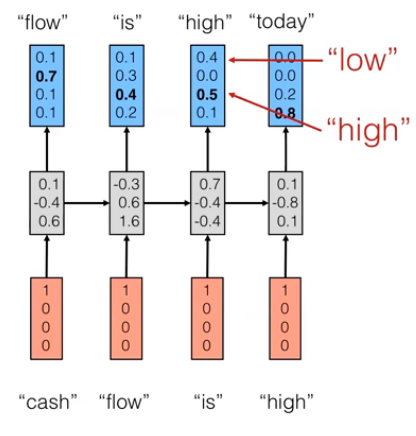 “flow” “is” “high” “today”
0.1 0.1 0.4 0.0 “low”
0.7 0.3 0.0 0.0
0.1 0.4 0.5 0.2
0.1 0.2 0.1 0.8 “high”
0.1 -0.3 0.7 0.1
-0.4 0.6 -0.4 -0.8
0.6 1.6 -0.4 0.1
1 1 1 1
0 0 0 0
0 0 0 0
0 0 0 0
“cash” “flow” “is” “high”